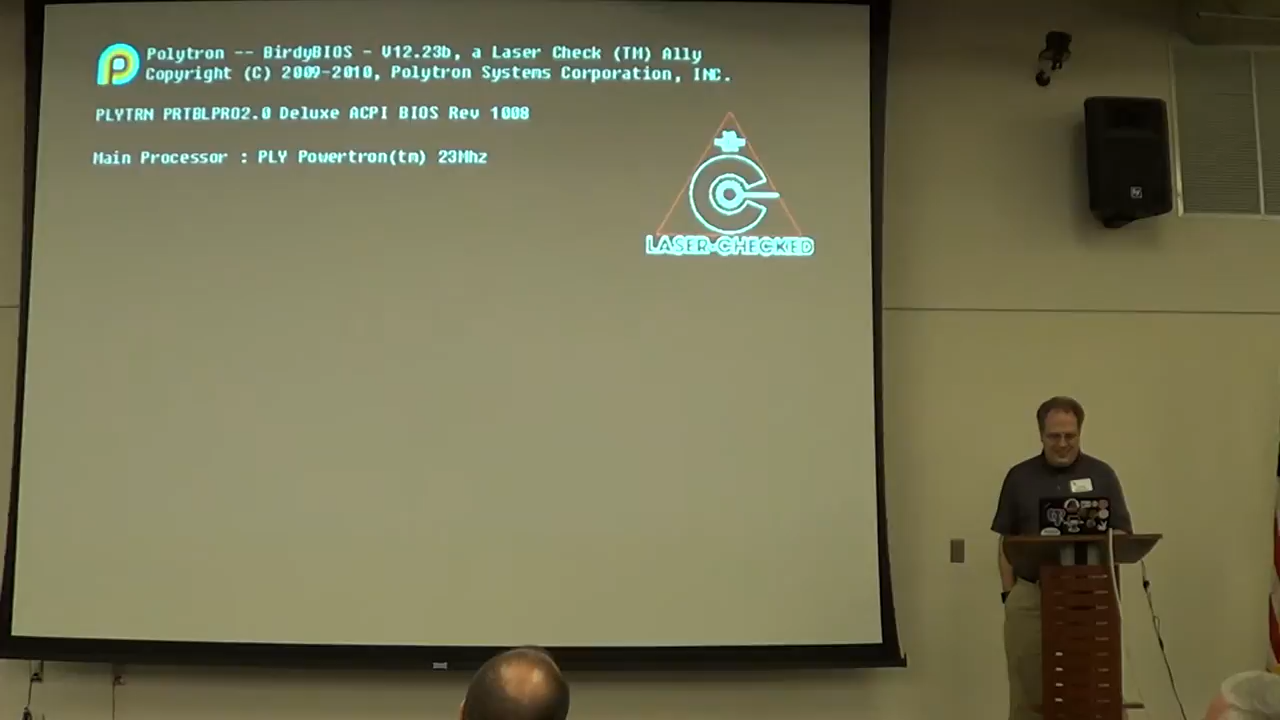 Polytron -- BirdyBIOS - V12.23b, a Laser Check (TM) Ally
Copyright (C) 2009-2010, Polytron Systems Corporation, INC.
PLYTRN PRTBLPRO2.0 Deluxe ACPI BIOS Rev 1008
Main Processor : PLY Powertron(tm) 23Mhz
LASER-CHECKED